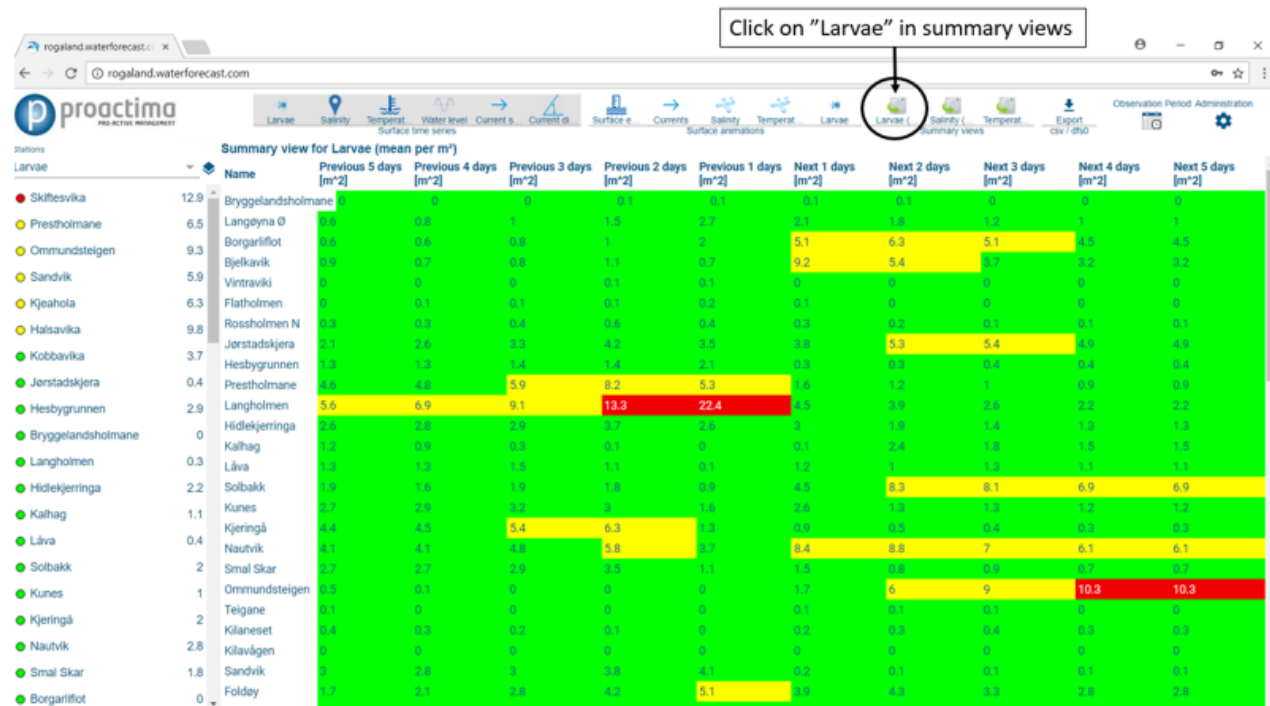 Click on ”Larvae” in summary views
rogaland.waterforecast.c
rogaland.waterforecast.com
proactima
PRO-ACTIVE MANAGEMENT
Larvae Salinity Temperat... Water level Current s... Current di... Surface e... Currents Salinity Temperat... Larvae Larvae (... Salinity (... Temperat... Export Observation Period Administration
Surface time series Surface animations Summary views csv / dfs0
Stations
Larvae
Skiftesvika 12.9
Prestholmane 6.5
Ommundsteigen 9.3
Sandvik 5.9
Kjeahola 6.3
Halsavika 9.8
Kobbavika 3.7
Jørstadskjera 0.4
Hesbygrunnen 2.9
Bryggelandsholmane 0
Langholmen 0.3
Hidlekjerringa 2.2
Kalhag 1.1
Låva 0.4
Solbakk 2
Kunes 1
Kjeringå 2
Nautvik 2.8
Smal Skar 1.8
Borgarliflot 0
Summary view for Larvae (mean per m²)
Name Previous 5 days [m^2] Previous 4 days [m^2] Previous 3 days [m^2] Previous 2 days [m^2] Previous 1 days [m^2] Next 1 days [m^2] Next 2 days [m^2] Next 3 days [m^2] Next 4 days [m^2] Next 5 days [m^2]
Bryggelandsholmane 0 0 0 0.1 0.1 0.1 0.1 0 0 0
Langøyna Ø 0.6 0.8 1 1.5 2.7 2.1 1.8 1.2 1 1
Borgarliflot 0.6 0.6 0.8 1 2 5.1 6.3 5.1 4.5 4.5
Bjelkavik 0.9 0.7 0.8 1.1 0.7 9.2 5.4 3.7 3.2 3.2
Vintraviki 0 0 0 0.1 0.1 0 0 0 0 0
Flatholmen 0 0.1 0.1 0.1 0.2 0.1 0 0 0 0
Rossholmen N 0.3 0.3 0.4 0.6 0.4 0.3 0.2 0.1 0.1 0.1
Jørstadskjera 2.1 2.6 3.3 4.2 3.5 3.8 5.3 5.4 4.9 4.9
Hesbygrunnen 1.3 1.3 1.4 1.4 2.1 0.3 0.3 0.4 0.4 0.4
Prestholmane 4.6 4.8 5.9 8.2 5.3 1.6 1.2 1 0.9 0.9
Langholmen 5.6 6.9 9.1 13.3 22.4 4.5 3.9 2.6 2.2 2.2
Hidlekjerringa 2.6 2.8 2.9 3.7 2.6 3 1.9 1.4 1.3 1.3
Kalhag 1.2 0.9 0.3 0.1 0 0.1 2.4 1.8 1.5 1.5
Låva 1.3 1.3 1.5 1.1 0.1 1.2 1 1.3 1.1 1.1
Solbakk 1.9 1.6 1.9 1.8 0.9 4.5 8.3 8.1 6.9 6.9
Kunes 2.7 2.9 3.2 3 1.6 2.6 1.3 1.3 1.2 1.2
Kjeringå 4.4 4.5 5.4 6.3 1.3 0.9 0.5 0.4 0.3 0.3
Nautvik 4.1 4.1 4.8 5.8 3.7 8.4 8.8 7 6.1 6.1
Smal Skar 2.7 2.7 2.9 3.5 1.1 1.5 0.8 0.9 0.7 0.7
Ommundsteigen 0.5 0.1 0 0 0 1.7 6 9 10.3 10.3
Teigane 0.1 0 0 0 0 0.1 0.1 0.1 0 0
Kilaneset 0.4 0.3 0.2 0.1 0 0.2 0.3 0.4 0.3 0.3
Kilavågen 0 0 0 0 0 0 0 0 0 0
Sandvik 3 2.8 3 3.8 4.1 0.2 0.1 0.1 0.1 0.1
Foldøy 1.7 2.1 2.8 4.2 5.1 3.9 4.3 3.3 2.8 2.8